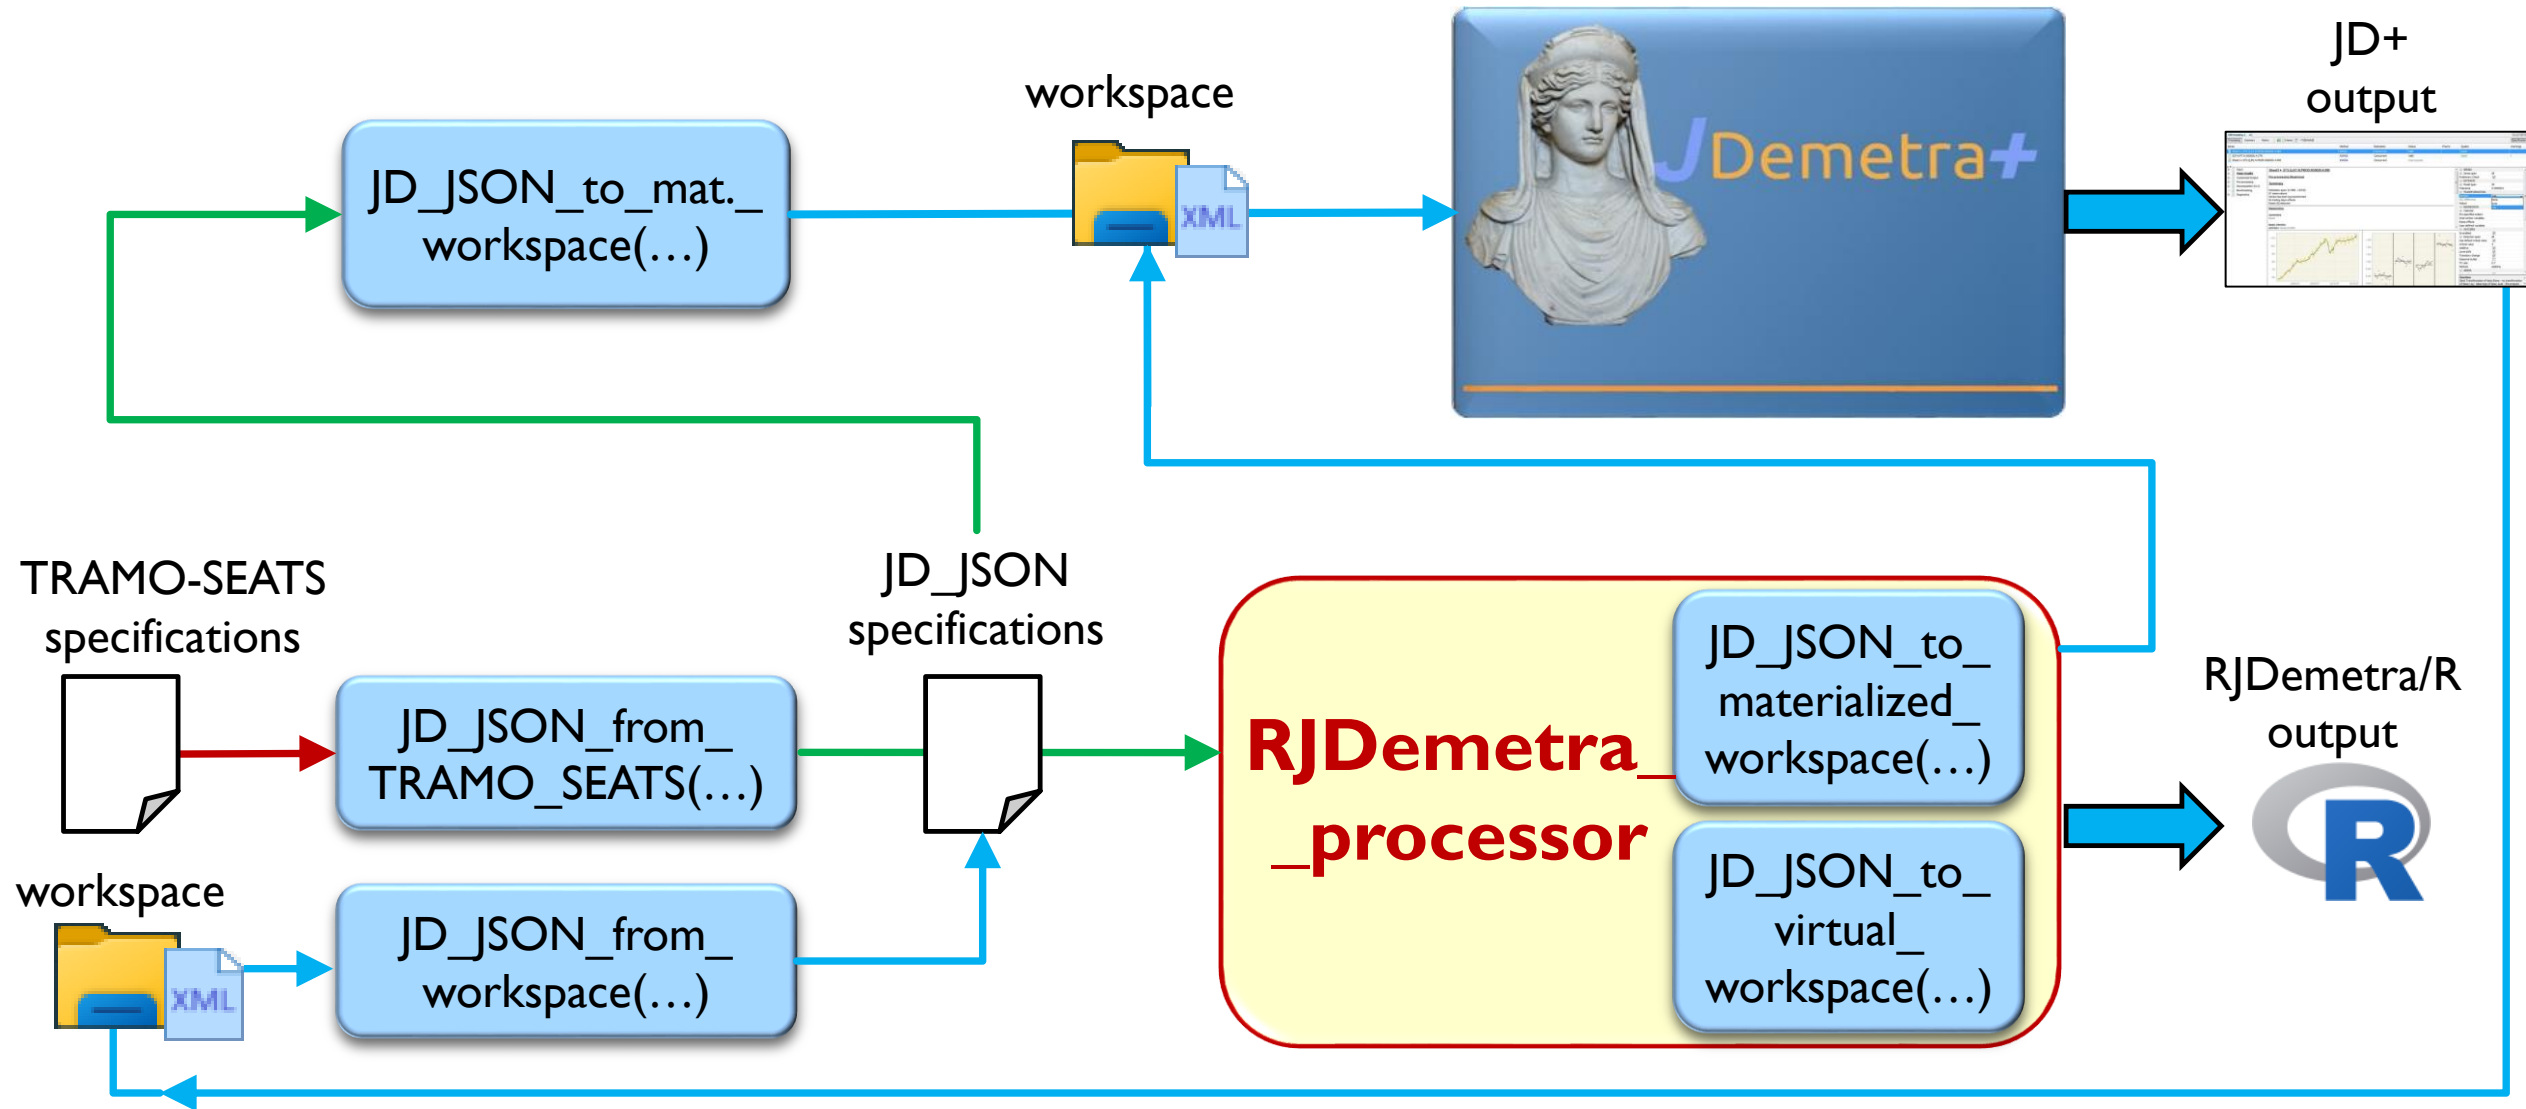 JD+
output
workspace
JDemetra+
JD_JSON_to_mat._
workspace(...)
XML
TRAMO-SEATS
specifications
JD_JSON
specifications
JD_JSON_from_
TRAMO_SEATS(...)
RJDemetra_
_processor
JD_JSON_to_
materialized_
workspace(...)
JD_JSON_to_
virtual_
workspace(...)
RJDemetra/R
output
R
workspace
XML
JD_JSON_from_
workspace(...)